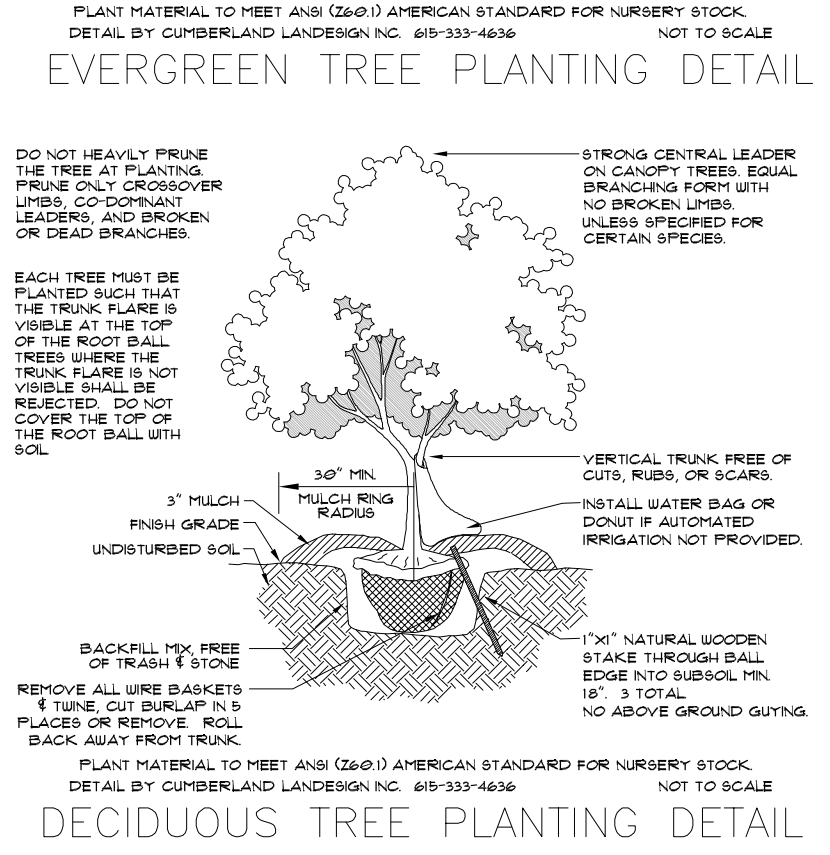 PLANT MATERIAL TO MEET ANSI (Z60.1) AMERICAN STANDARD FOR NURSERY STOCK.
DETAIL BY CUMBERLAND LANDESIGN INC. 615-333-4636 NOT TO SCALE
EVERGREEN TREE PLANTING DETAIL
DO NOT HEAVILY PRUNE
THE TREE AT PLANTING.
PRUNE ONLY CROSSOVER
LIMBS, CO-DOMINANT
LEADERS, AND BROKEN
OR DEAD BRANCHES.
STRONG CENTRAL LEADER
ON CANOPY TREES. EQUAL
BRANCHING FORM WITH
NO BROKEN LIMBS.
UNLESS SPECIFIED FOR
CERTAIN SPECIES.
EACH TREE MUST BE
PLANTED SUCH THAT
THE TRUNK FLARE IS
VISIBLE AT THE TOP
OF THE ROOT BALL
TREES WHERE THE
TRUNK FLARE IS NOT
VISIBLE SHALL BE
REJECTED. DO NOT
COVER THE TOP OF
THE ROOT BALL WITH
SOIL
VERTICAL TRUNK FREE OF
CUTS, RUBS, OR SCARS.
30" MIN.
MULCH RING
RADIUS
3" MULCH
FINISH GRADE
UNDISTURBED SOIL
INSTALL WATER BAG OR
DONUT IF AUTOMATED
IRRIGATION NOT PROVIDED.
BACKFILL MIX, FREE
OF TRASH & STONE
REMOVE ALL WIRE BASKETS
& TWINE, CUT BURLAP IN 5
PLACES OR REMOVE. ROLL
BACK AWAY FROM TRUNK.
1"X1" NATURAL WOODEN
STAKE THROUGH BALL
EDGE INTO SUBSOIL MIN.
18". 3 TOTAL
NO ABOVE GROUND GUYING.
PLANT MATERIAL TO MEET ANSI (Z60.1) AMERICAN STANDARD FOR NURSERY STOCK.
DETAIL BY CUMBERLAND LANDESIGN INC. 615-333-4636 NOT TO SCALE
DECIDUOUS TREE PLANTING DETAIL